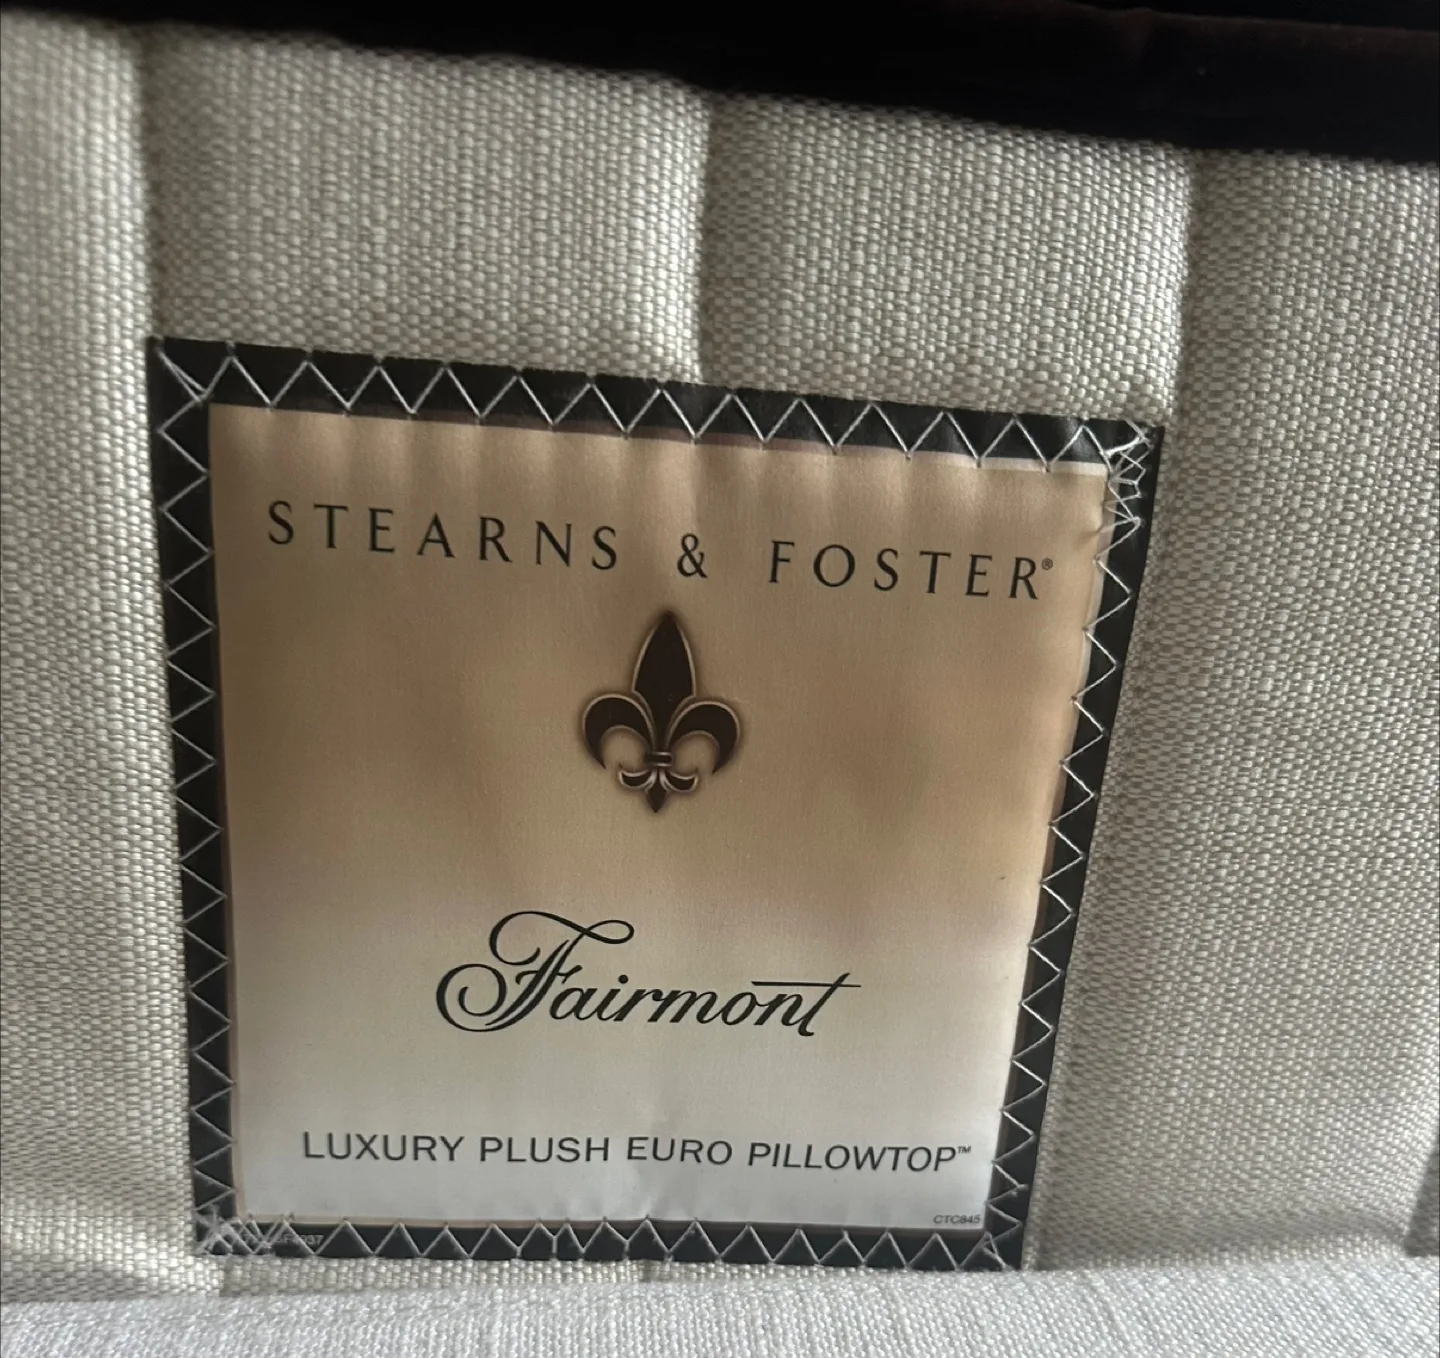 STEARNS & FOSTER®
Fairmont
LUXURY PLUSH EURO PILLOWTOP™
CTC845